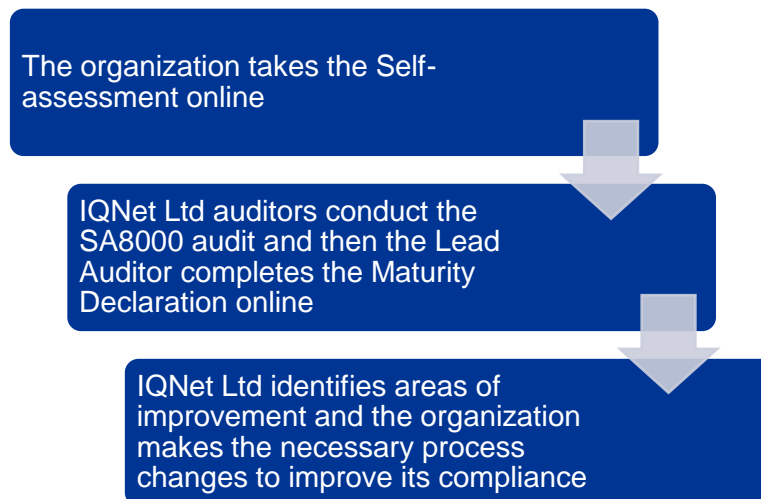 The organization takes the Self-
assessment online
IQNet Ltd auditors conduct the
SA8000 audit and then the Lead
Auditor completes the Maturity
Declaration online
IQNet Ltd identifies areas of
improvement and the organization
makes the necessary process
changes to improve its compliance